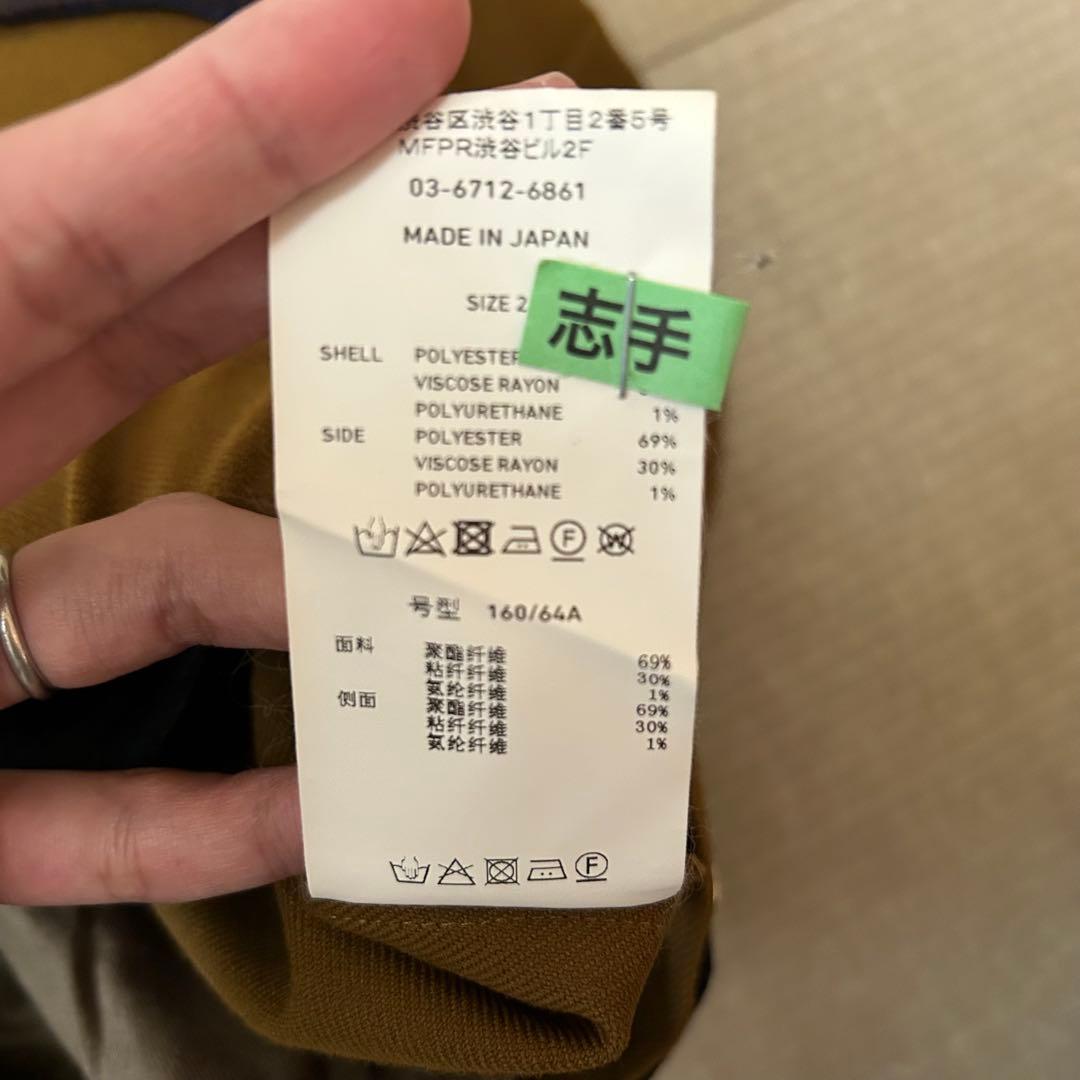 渋谷区渋谷1丁目2番5号
MFPR渋谷ビル2F
03-6712-6861
MADE IN JAPAN
SIZE 2
志手
SHELL POLYESTER
VISCOSE RAYON
POLYURETHANE 1%
SIDE POLYESTER 69%
VISCOSE RAYON 30%
POLYURETHANE 1%
F W
号型 160/64A
面料 聚酯纤维 69%
粘纤纤维 30%
氨纶纤维 1%
侧面 聚酯纤维 69%
粘纤纤维 30%
氨纶纤维 1%
F